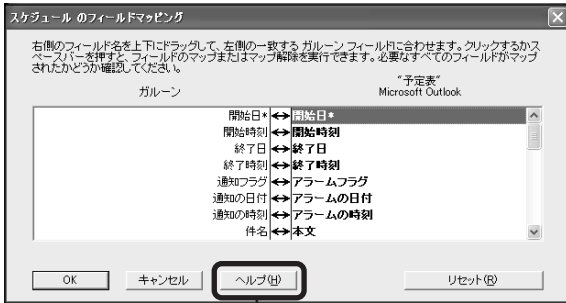 スケジュール のフィールドマッピング
右側のフィールド名を上下にドラッグして、左側の一致する ガルーン フィールドに合わせます。クリックするかス
ペースバーを押すと、フィールドのマップまたはマップ解除を実行できます。必要なすべてのフィールドがマップ
されたかどうか確認してください。
ガルーン
"予定表"
Microsoft Outlook
開始日* ↔ 開始日*
開始時刻 ↔ 開始時刻
終了日 ↔ 終了日
終了時刻 ↔ 終了時刻
通知フラグ ↔ アラームフラグ
通知の日付 ↔ アラームの日付
通知の時刻 ↔ アラームの時刻
件名 ↔ 本文
OK キャンセル ヘルプ(H) リセット(R)